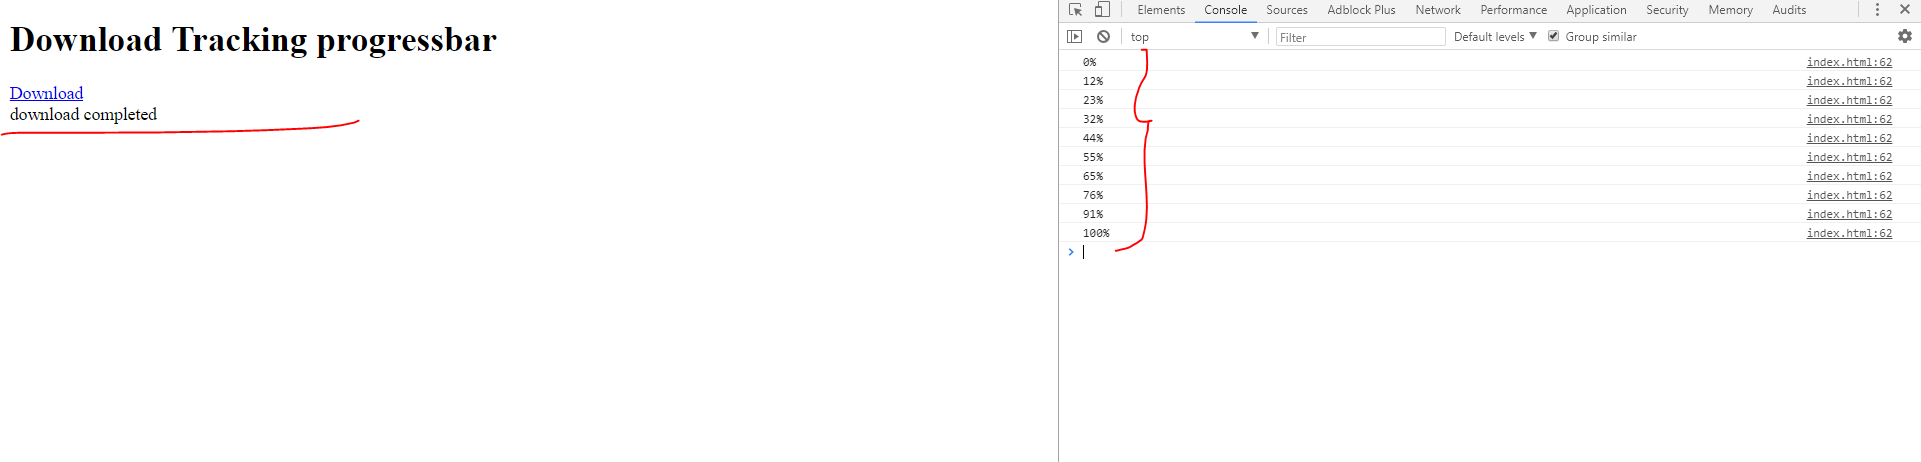 Download Tracking progressbar
Download
download completed
Elements Console Sources Adblock Plus Network Performance Application Security Memory Audits
top Filter Default levels Group similar
0% index.html:62
12% index.html:62
23% index.html:62
32% index.html:62
44% index.html:62
55% index.html:62
65% index.html:62
76% index.html:62
91% index.html:62
100% index.html:62